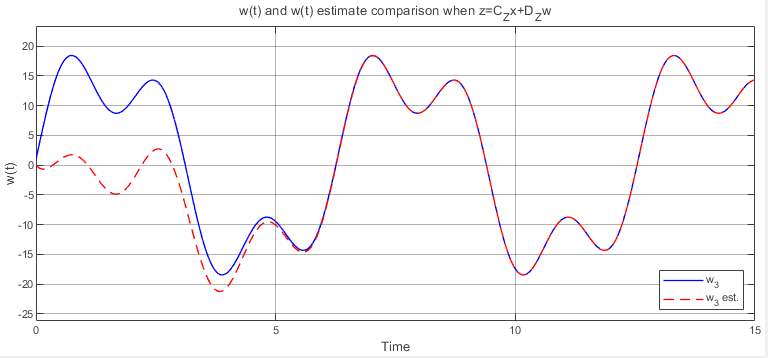 w(t) and w(t) estimate comparison when z=C_Zx+D_Zw
20
15
10
5
0
-5
-10
-15
-20
-25
w(t)
0 5 10 15
Time
w_3
w_3 est.